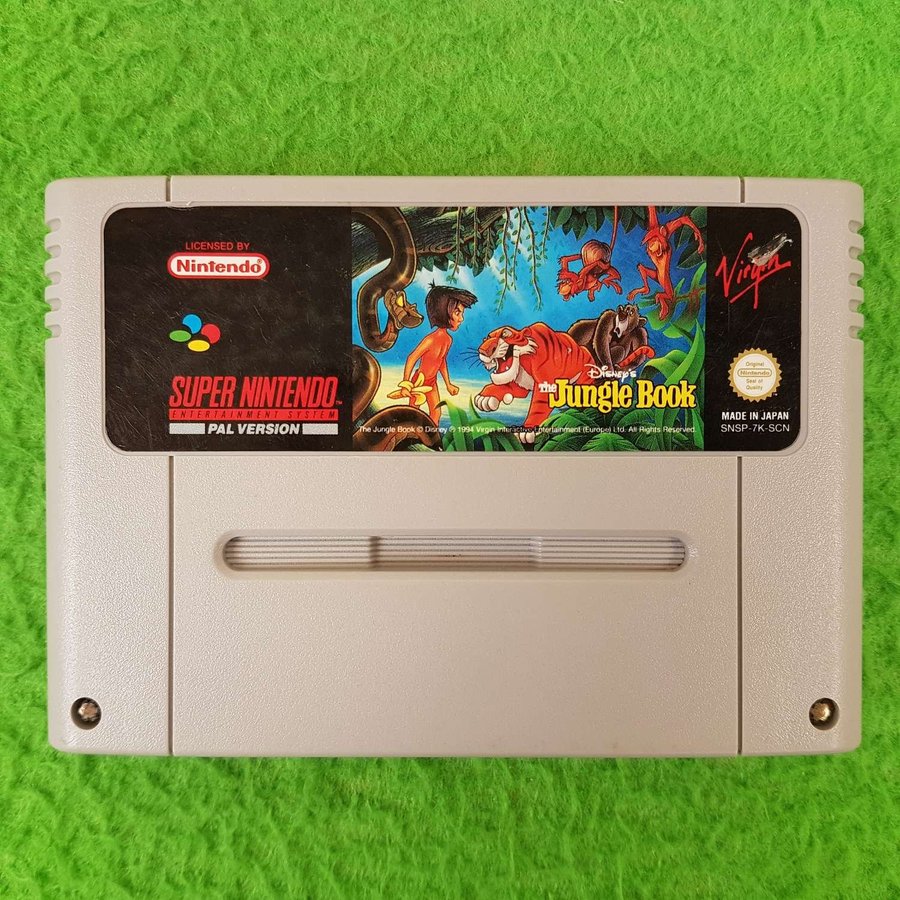 LICENSED BY
Nintendo
SUPER NINTENDO™
ENTERTAINMENT SYSTEM
PAL VERSION
DISNEY'S
The Jungle Book
The Jungle Book © Disney ℗ 1994 Virgin Interactive Entertainment (Europe) Ltd. All Rights Reserved.
Virgin
Original
Nintendo
Seal of
Quality
MADE IN JAPAN
SNSP-7K-SCN